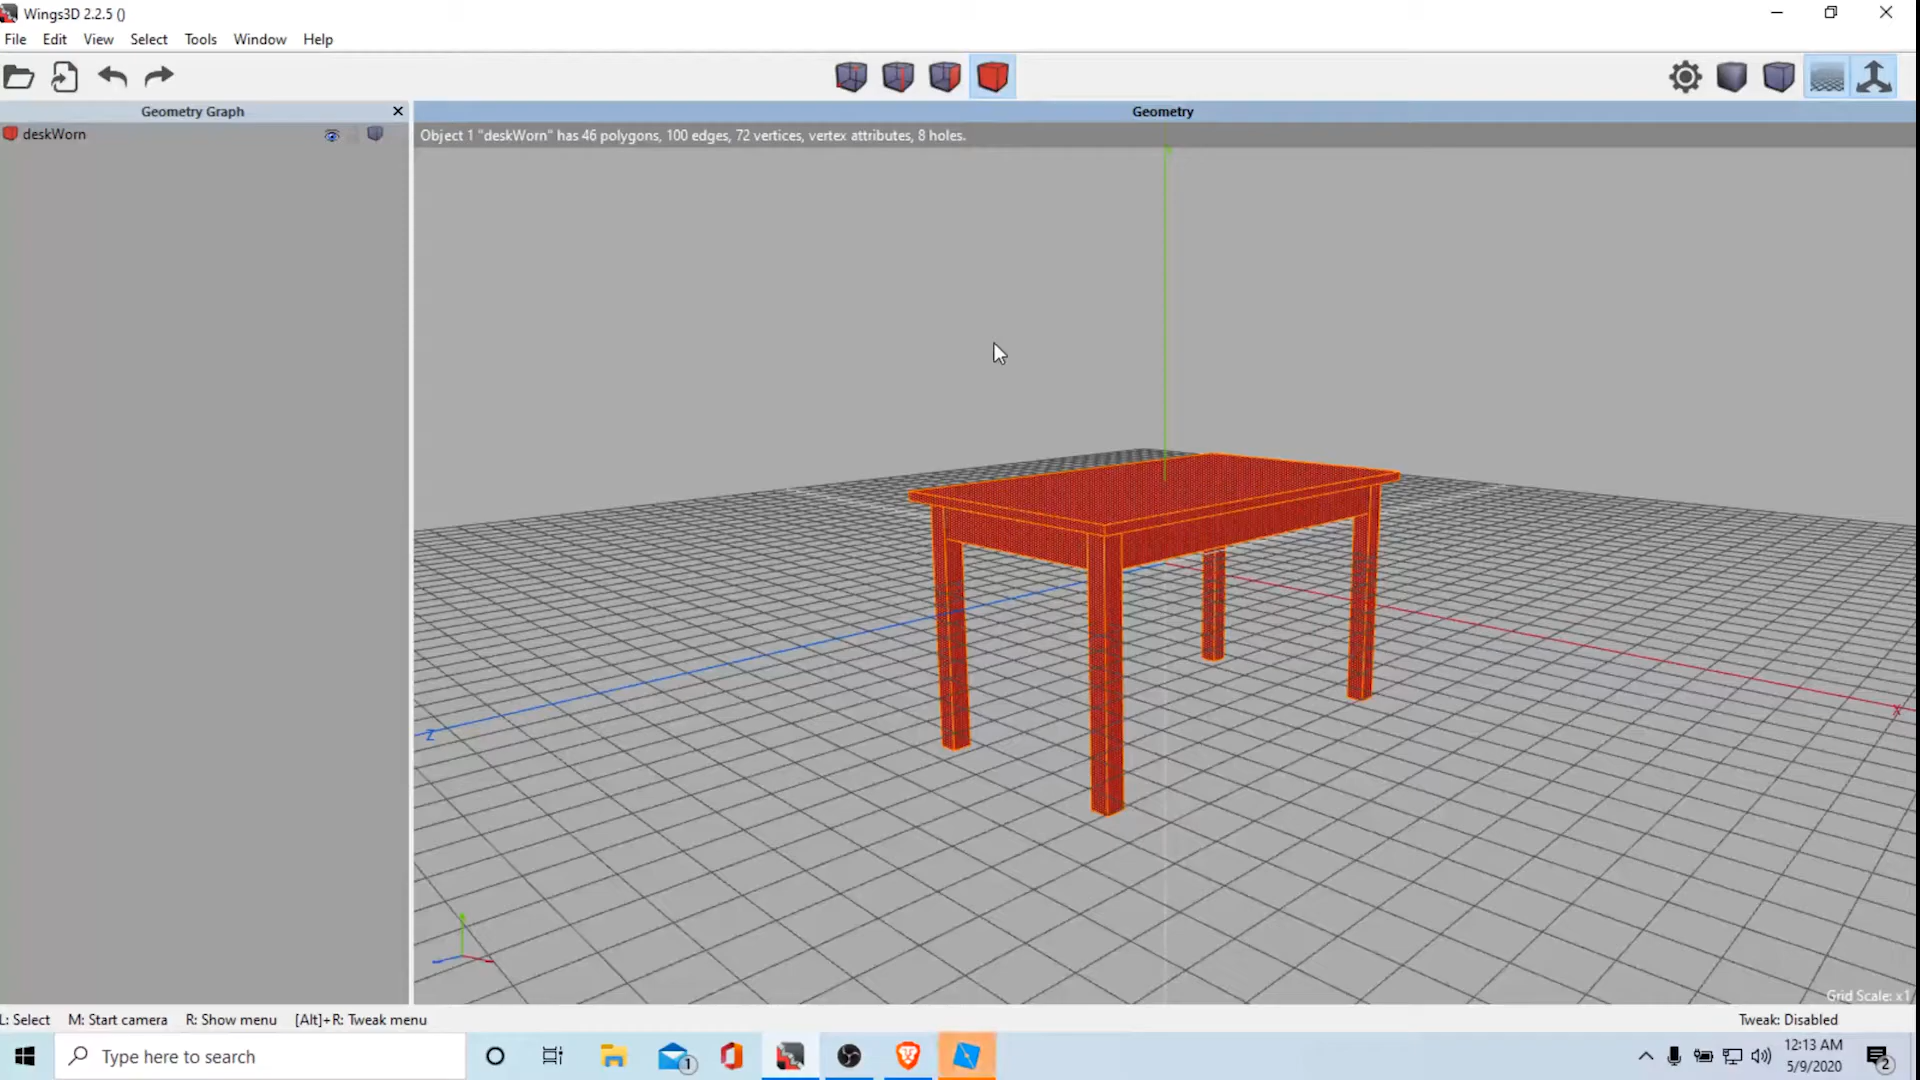 Wings3D 2.2.5 ()
File Edit View Select Tools Window Help
Geometry Graph
Geometry
deskWorn
Object 1 "deskWorn" has 46 polygons, 100 edges, 72 vertices, vertex attributes, 8 holes.
Z
X
Grid Scale: x1
L: Select M: Start camera R: Show menu [Alt]+R: Tweak menu
Tweak: Disabled
Type here to search
1
12:13 AM
5/9/2020
2